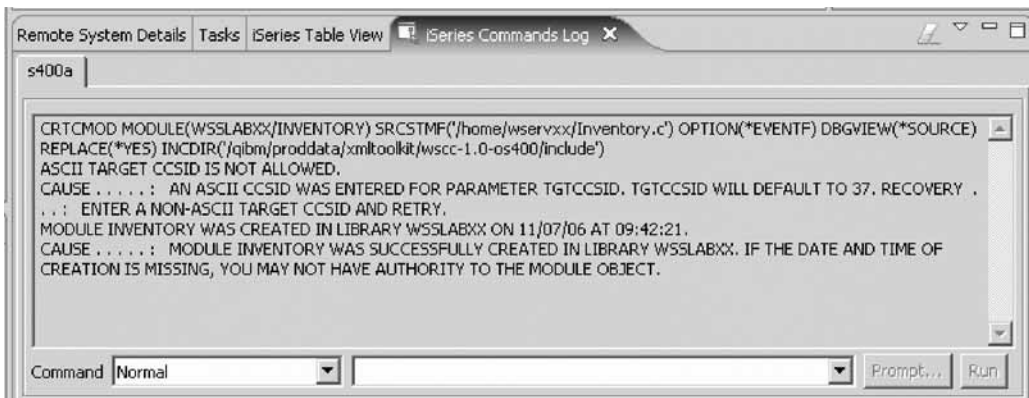 Remote System Details Tasks iSeries Table View iSeries Commands Log
s400a
CRTCMOD MODULE(WSSLABXX/INVENTORY) SRCSTMF('/home/wservxx/Inventory.c') OPTION(*EVENTF) DBGVIEW(*SOURCE)
REPLACE(*YES) INCDIR('/qibm/proddata/xmltoolkit/wscc-1.0-os400/include')
ASCII TARGET CCSID IS NOT ALLOWED.
CAUSE . . . . . : AN ASCII CCSID WAS ENTERED FOR PARAMETER TGTCCSID. TGTCCSID WILL DEFAULT TO 37. RECOVERY .
. . : ENTER A NON-ASCII TARGET CCSID AND RETRY.
MODULE INVENTORY WAS CREATED IN LIBRARY WSSLABXX ON 11/07/06 AT 09:42:21.
CAUSE . . . . . : MODULE INVENTORY WAS SUCCESSFULLY CREATED IN LIBRARY WSSLABXX. IF THE DATE AND TIME OF
CREATION IS MISSING, YOU MAY NOT HAVE AUTHORITY TO THE MODULE OBJECT.
Command Normal Prompt... Run